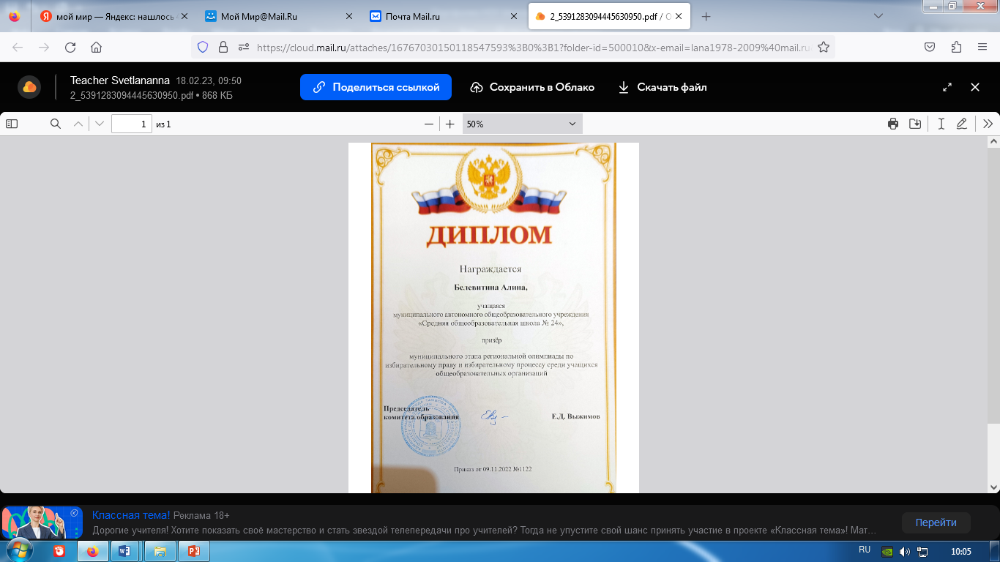 мой мир — Яндекс: нашлось
Мой Мир@Mail.Ru
Почта Mail.ru
2_5391283094445630950.pdf / О
https://cloud.mail.ru/attaches/16767030150118547593%3B0%3B1?folder-id=500010&x-email=lana1978-2009%40mail.ru
Teacher Svetlananna 18.02.23, 09:50
2_5391283094445630950.pdf • 868 КБ
Поделиться ссылкой
Сохранить в Облако
Скачать файл
1 из 1
50%
ДИПЛОМ
Награждается
Белевитина Алина,
учащаяся
муниципального автономного общеобразовательного учреждения
«Средняя общеобразовательная школа № 24»,
призёр
муниципального этапа региональной олимпиады по
избирательному праву и избирательному процессу среди учащихся
общеобразовательных организаций
Председатель
комитета образования
Е.Д. Выжимов
Приказ от 09.11.2022 №1122
Классная тема! Реклама 18+
Дорогие учителя! Хотите показать своё мастерство и стать звездой телепередачи про учителей? Тогда не упустите свой шанс принять участие в проекте «Классная тема»! Мат...
Перейти
RU
10:05